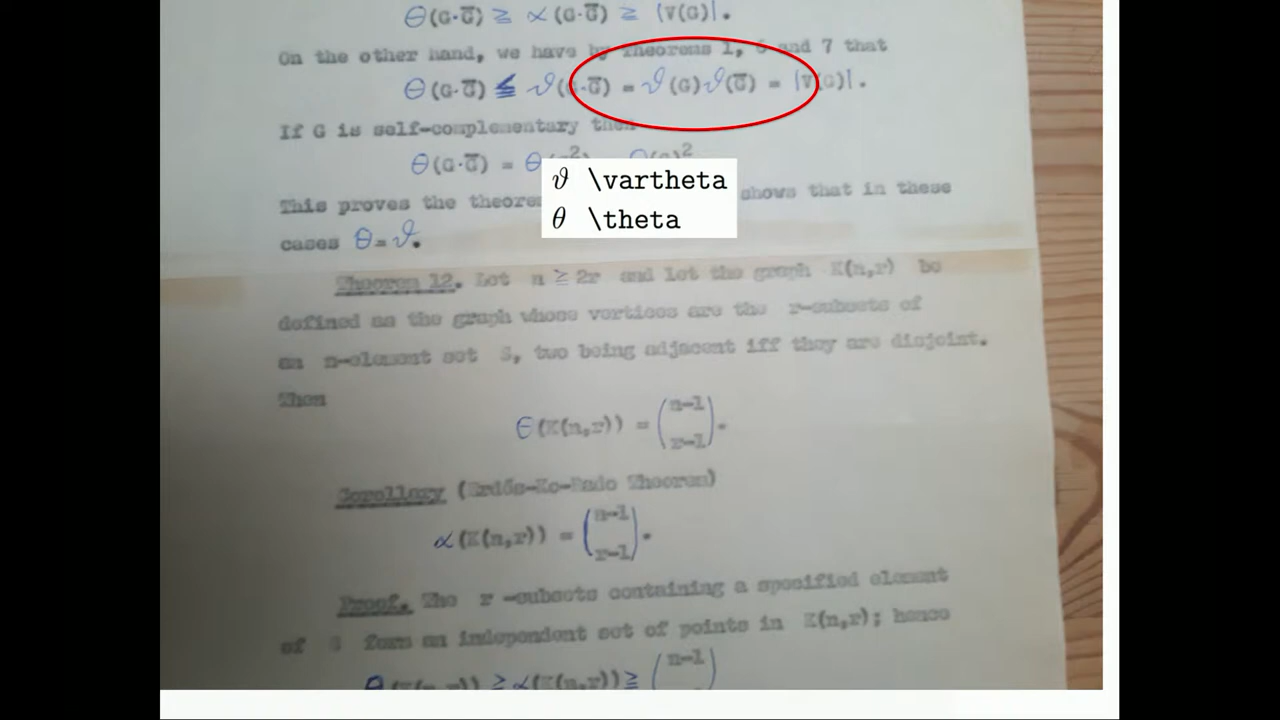 Θ(G·G̅) ≧ α(G·G̅) ≧ |V(G)|.
On the other hand, we have by Theorems 1, 6 and 7 that
Θ(G·G̅) ≦ ϑ(G·G̅) = ϑ(G)ϑ(G̅) = |V(G)|.
If G is self-complementary then
Θ(G·G̅) = Θ(G²) = Θ(G)²
ϑ \vartheta
θ \theta
This proves the theorem shows that in these
cases Θ=ϑ.
Theorem 12. Let n ≧ 2r and let the graph K(n,r) be
defined as the graph whose vertices are the r-subsets of
an n-element set S, two being adjacent iff they are disjoint.
Then
Θ(K(n,r)) = (n-1
r-1).
Corollary (Erdős-Ko-Rado Theorem)
α(K(n,r)) = (n-1
r-1).
Proof. The r -subsets containing a specified element
of S form an independent set of points in K(n,r); hence
Θ(K(n,r)) ≧ α(K(n,r)) ≧ (n-1